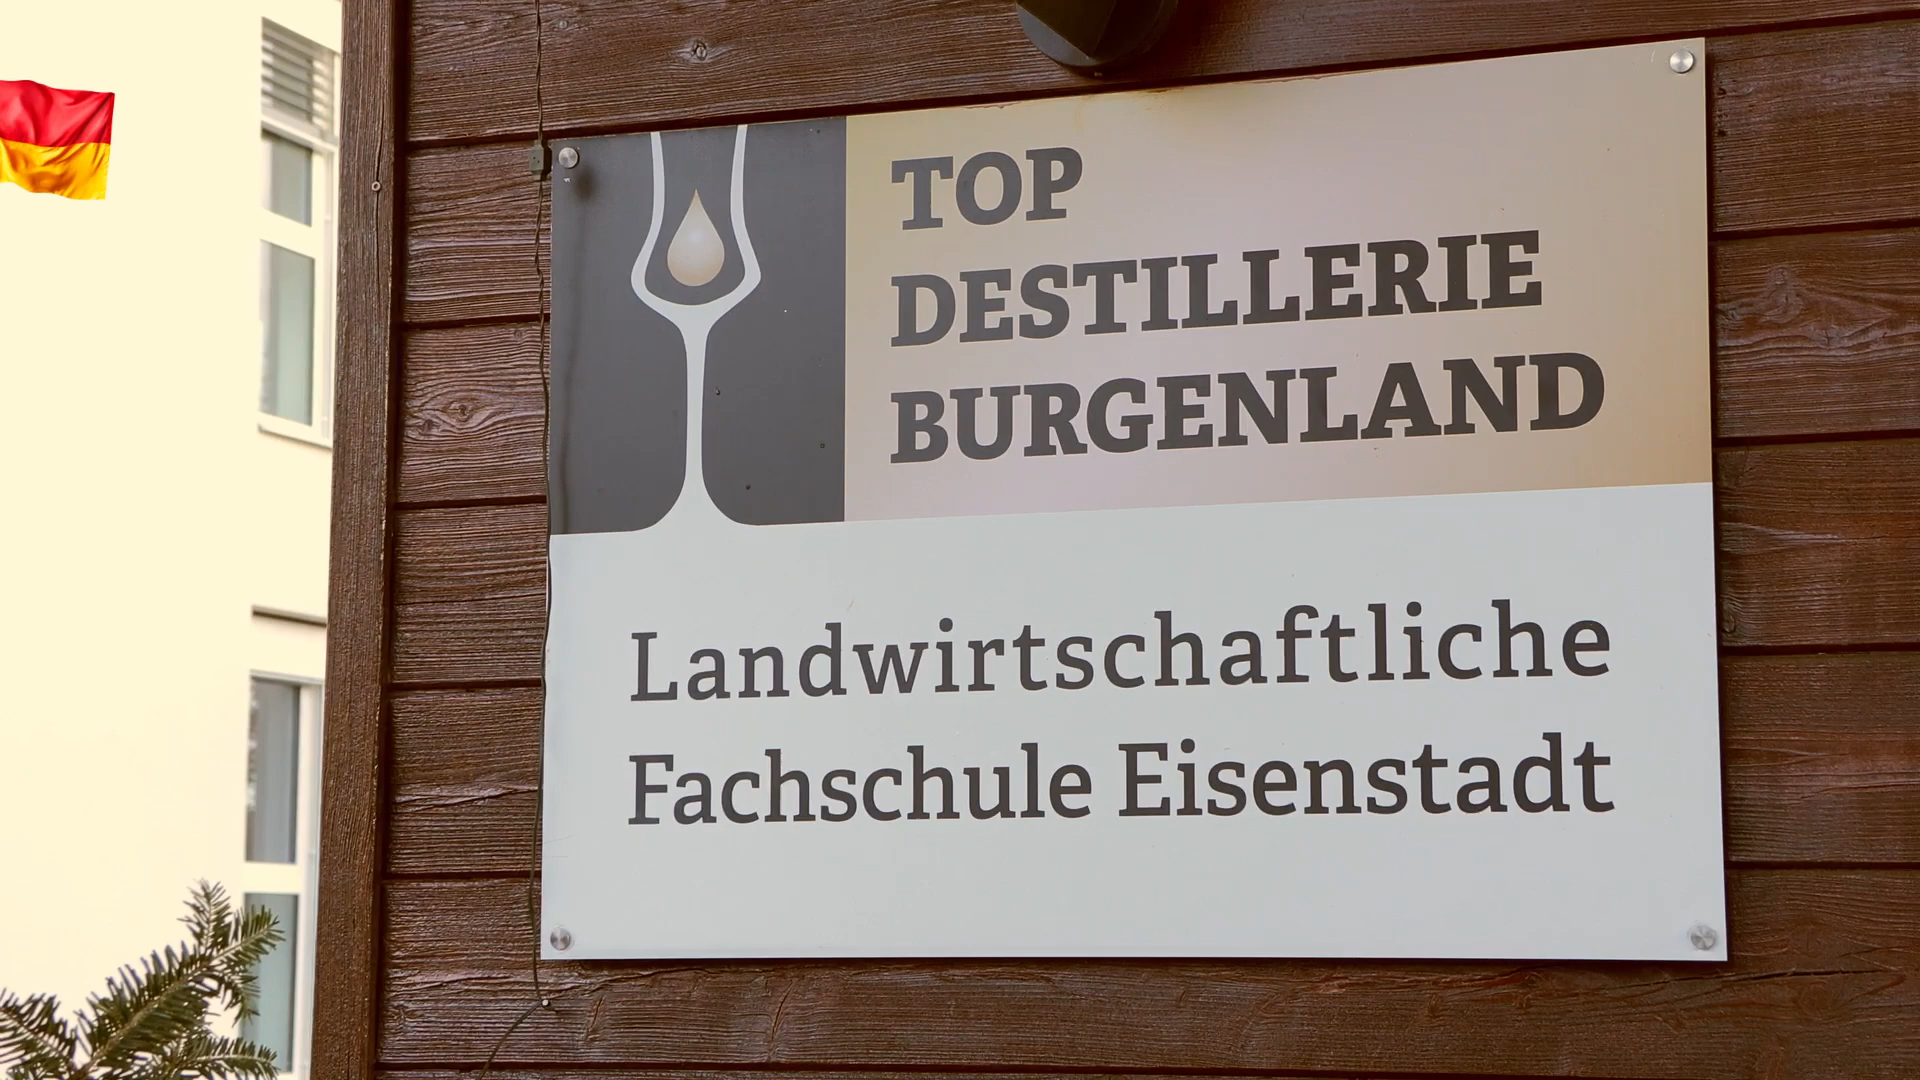 TOP
DESTILLERIE
BURGENLAND
Landwirtschaftliche
Fachschule Eisenstadt